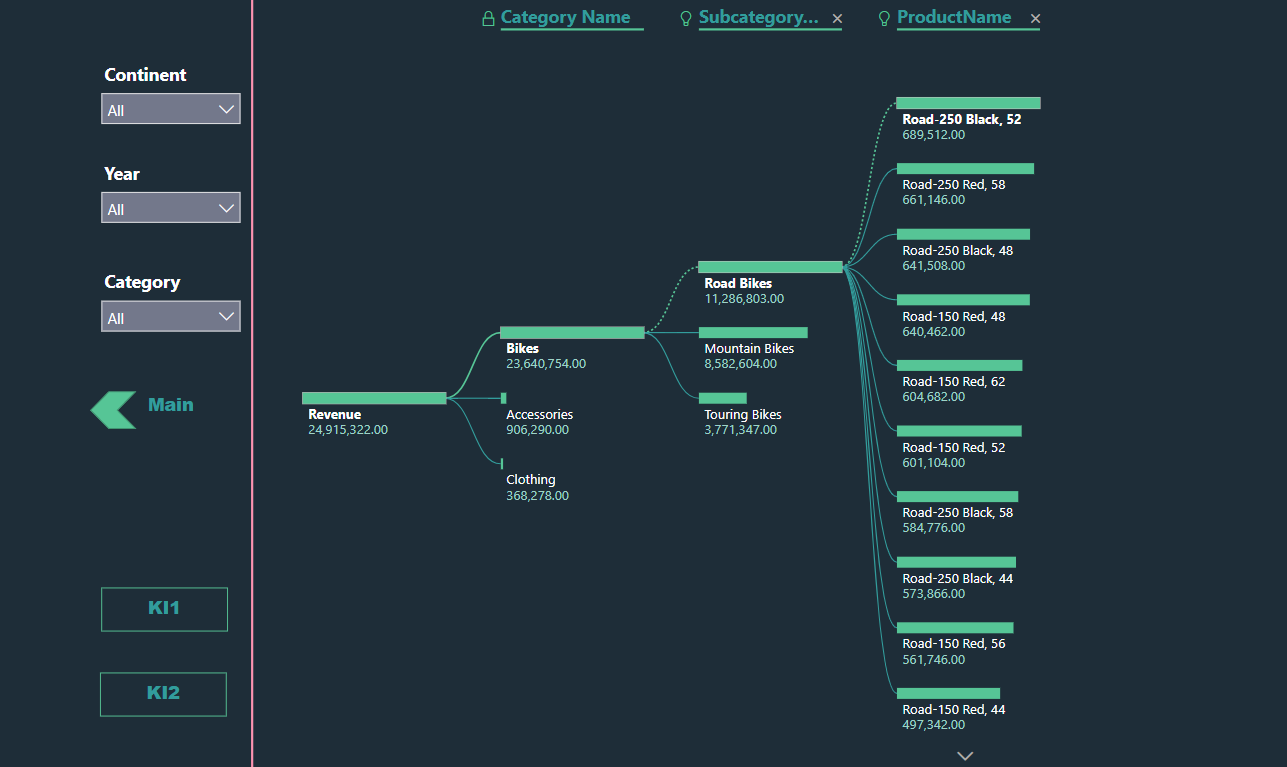 Category Name
Subcategory...
ProductName
Continent
All
Year
All
Category
All
Main
KI1
KI2
Revenue
24,915,322.00
Bikes
23,640,754.00
Accessories
906,290.00
Clothing
368,278.00
Road Bikes
11,286,803.00
Mountain Bikes
8,582,604.00
Touring Bikes
3,771,347.00
Road-250 Black, 52
689,512.00
Road-250 Red, 58
661,146.00
Road-250 Black, 48
641,508.00
Road-150 Red, 48
640,462.00
Road-150 Red, 62
604,682.00
Road-150 Red, 52
601,104.00
Road-250 Black, 58
584,776.00
Road-250 Black, 44
573,866.00
Road-150 Red, 56
561,746.00
Road-150 Red, 44
497,342.00